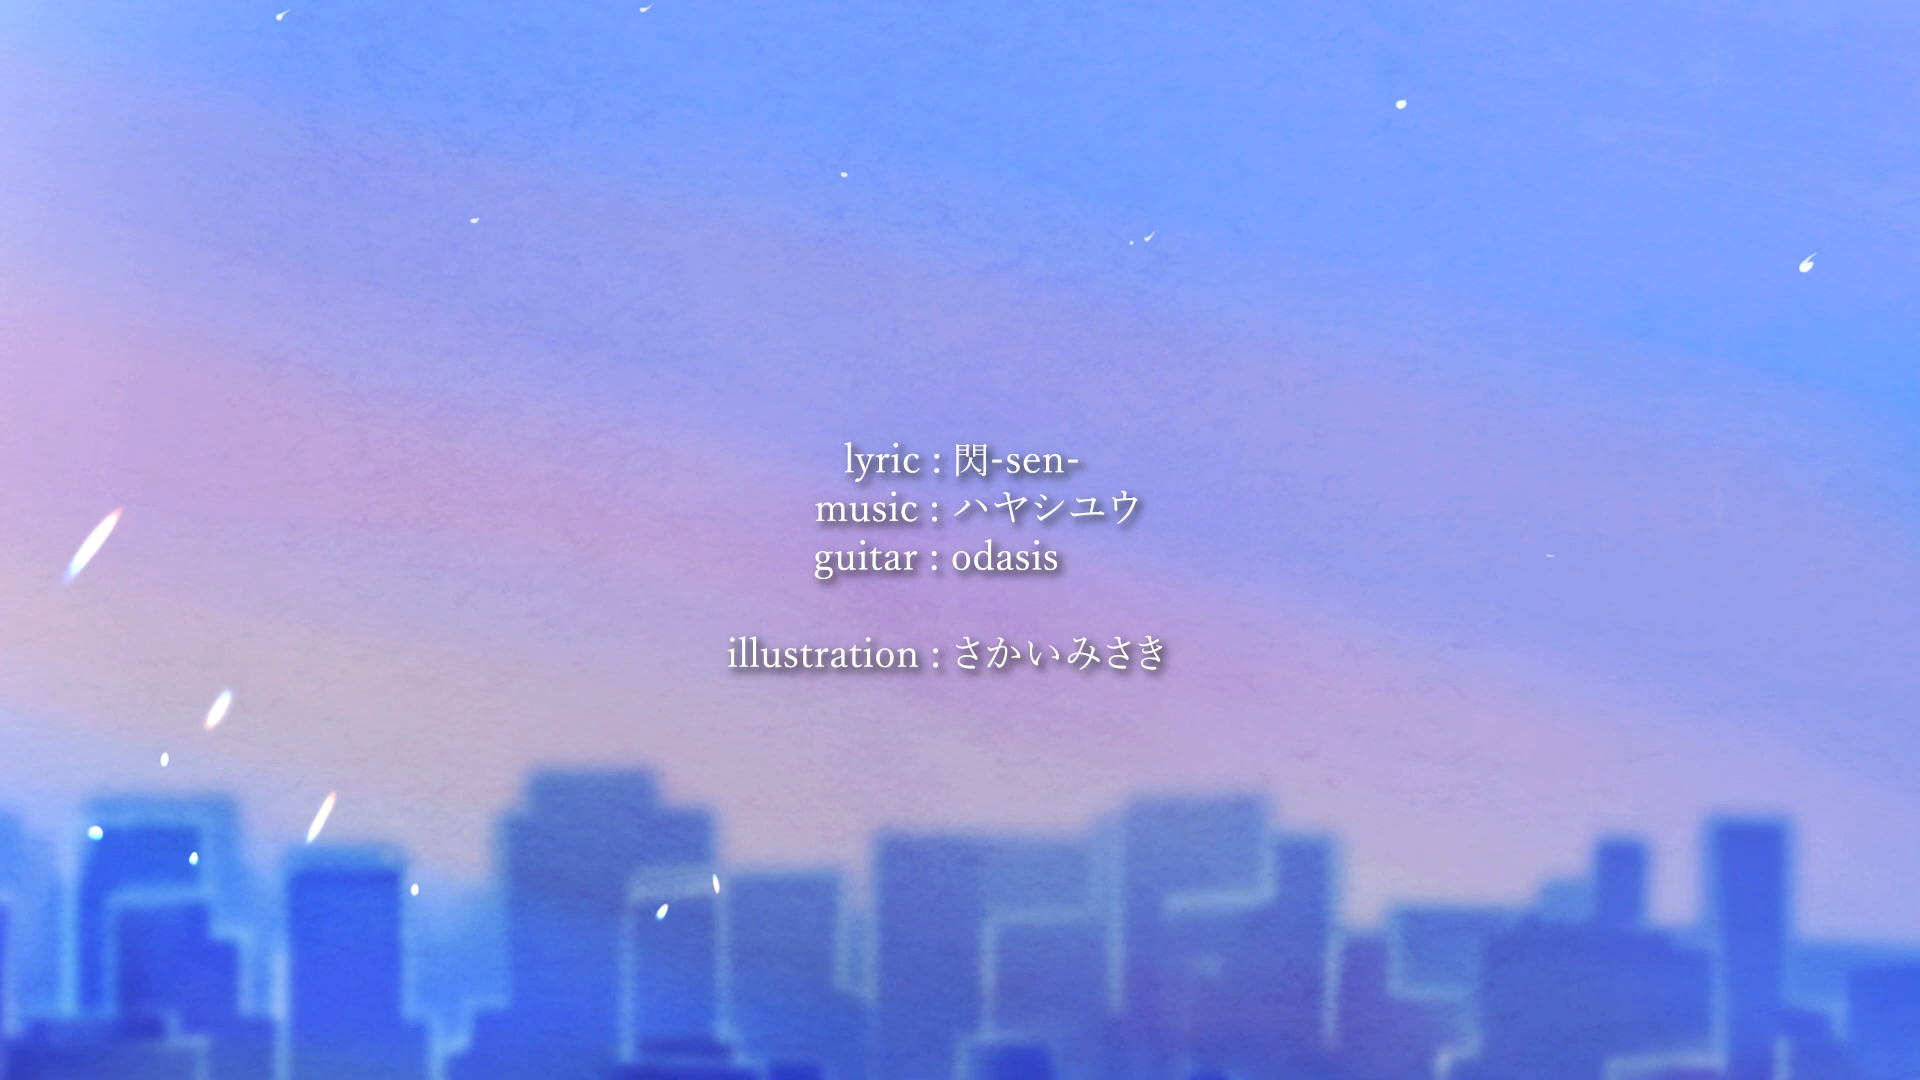 lyric : 閃-sen-
music : ハヤシユウ
guitar : odasis
illustration : さかいみさき